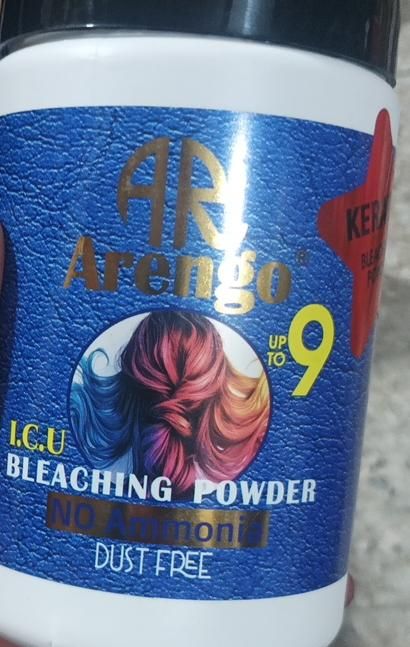 AR
Arengo®
KERA
UP TO 9
I.C.U
BLEACHING POWDER
NO Ammonia
DUST FREE